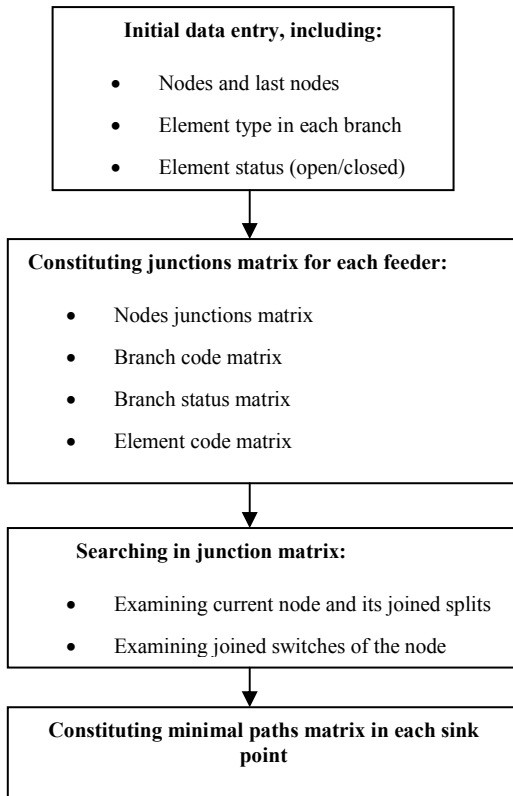 Initial data entry, including:
• Nodes and last nodes
• Element type in each branch
• Element status (open/closed)
Constituting junctions matrix for each feeder:
• Nodes junctions matrix
• Branch code matrix
• Branch status matrix
• Element code matrix
Searching in junction matrix:
• Examining current node and its joined splits
• Examining joined switches of the node
Constituting minimal paths matrix in each sink
point